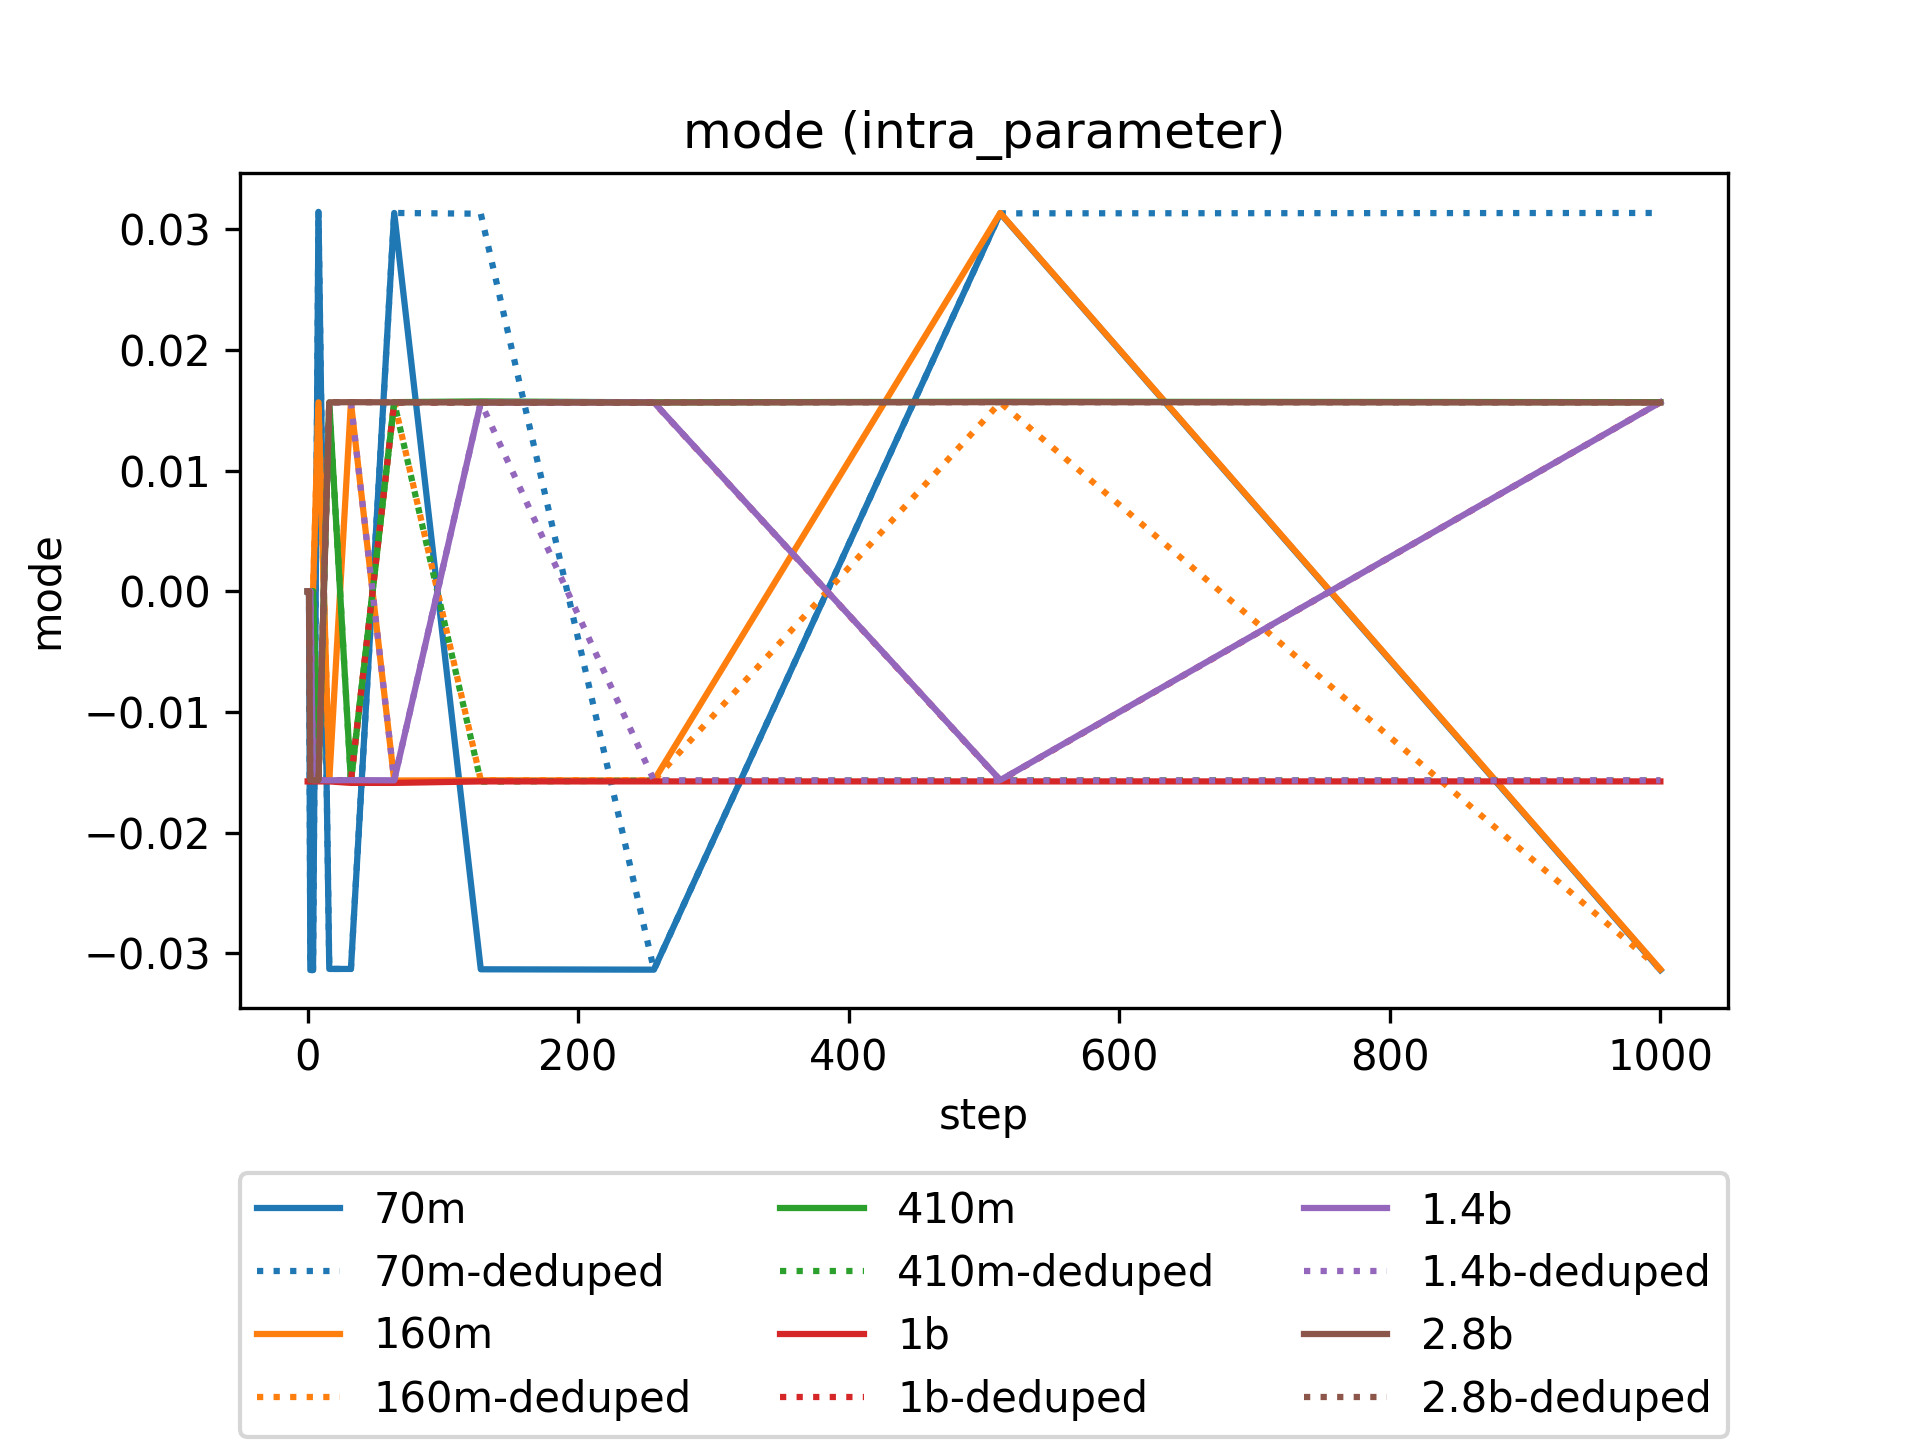 mode (intra_parameter)
0.03
0.02
0.01
0.00
−0.01
−0.02
−0.03
mode
0 200 400 600 800 1000
step
70m 410m 1.4b
70m-deduped 410m-deduped 1.4b-deduped
160m 1b 2.8b
160m-deduped 1b-deduped 2.8b-deduped